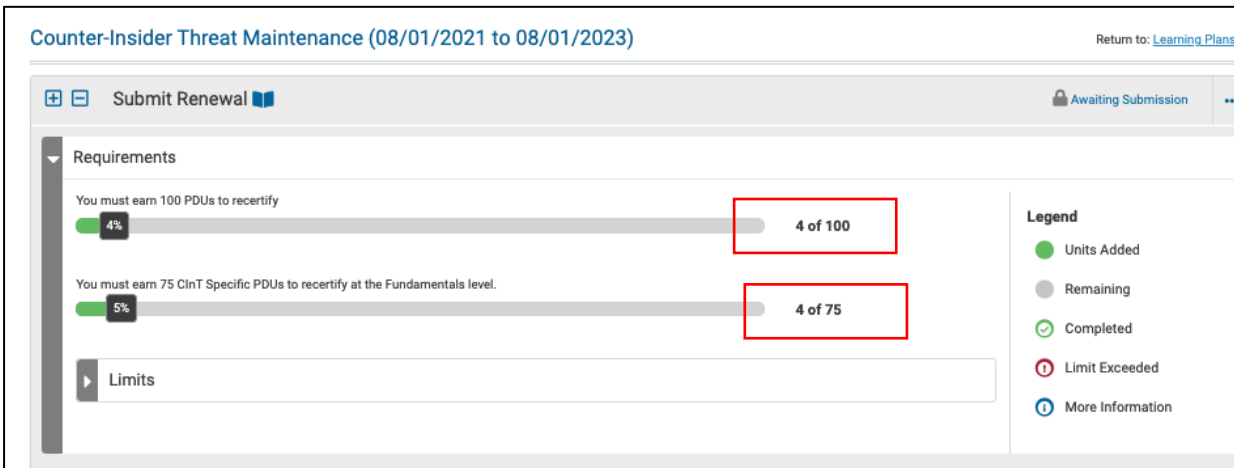 Counter-Insider Threat Maintenance (08/01/2021 to 08/01/2023)
Return to: Learning Plans
Submit Renewal
Awaiting Submission
Requirements
You must earn 100 PDUs to recertify
4%
4 of 100
You must earn 75 CInT Specific PDUs to recertify at the Fundamentals level.
5%
4 of 75
Limits
Legend
Units Added
Remaining
Completed
Limit Exceeded
More Information